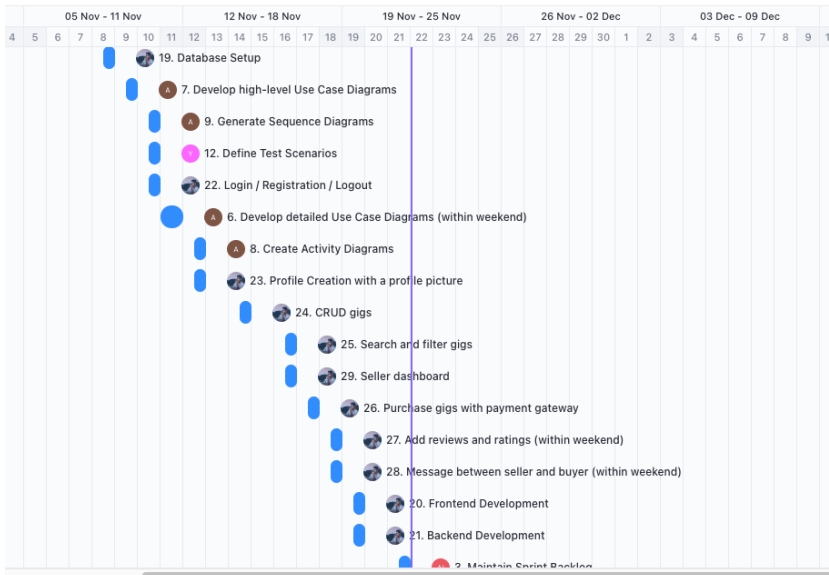 05 Nov - 11 Nov 12 Nov - 18 Nov 19 Nov - 25 Nov 26 Nov - 02 Dec 03 Dec - 09 Dec
4 5 6 7 8 9 10 11 12 13 14 15 16 17 18 19 20 21 22 23 24 25 26 27 28 29 30 1 2 3 4 5 6 7 8 9
19. Database Setup
A 7. Develop high-level Use Case Diagrams
A 9. Generate Sequence Diagrams
12. Define Test Scenarios
22. Login / Registration / Logout
A 6. Develop detailed Use Case Diagrams (within weekend)
A 8. Create Activity Diagrams
23. Profile Creation with a profile picture
24. CRUD gigs
25. Search and filter gigs
29. Seller dashboard
26. Purchase gigs with payment gateway
27. Add reviews and ratings (within weekend)
28. Message between seller and buyer (within weekend)
20. Frontend Development
21. Backend Development
3. Maintain Sprint Backlog